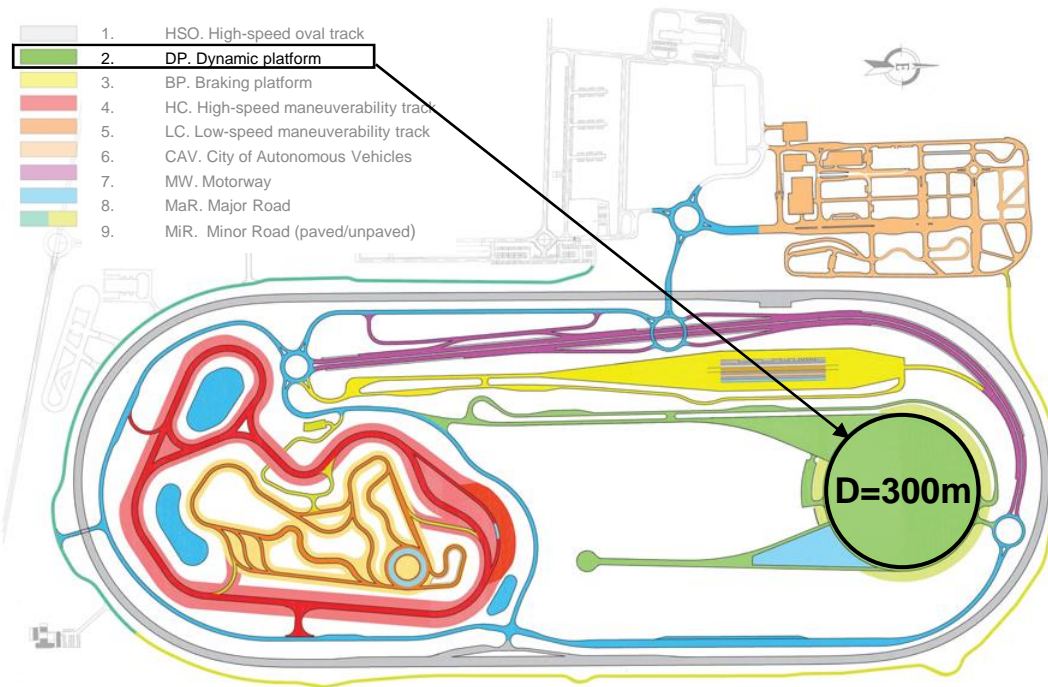 1. HSO. High-speed oval track
2. DP. Dynamic platform
3. BP. Braking platform
4. HC. High-speed maneuverability track
5. LC. Low-speed maneuverability track
6. CAV. City of Autonomous Vehicles
7. MW. Motorway
8. MaR. Major Road
9. MiR. Minor Road (paved/unpaved)
E
D=300m